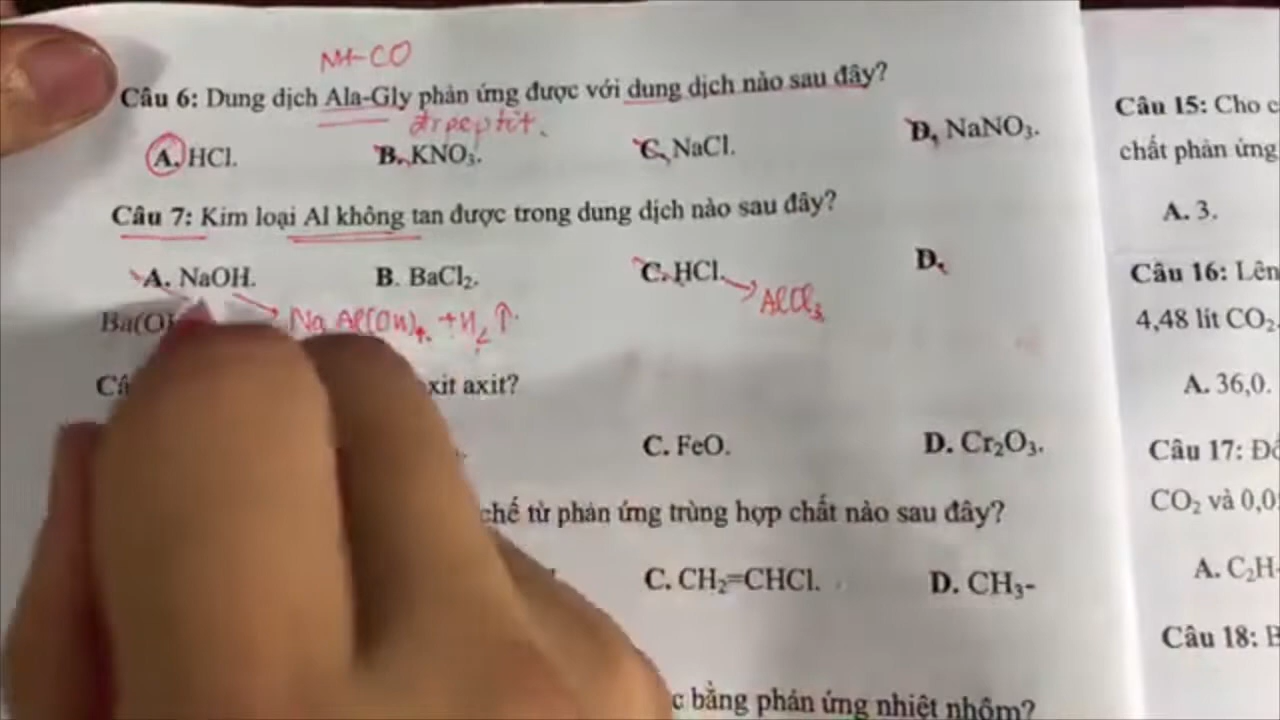 NH-CO
Câu 6: Dung dịch Ala-Gly phản ứng được với dung dịch nào sau đây?
đipeptit.
A. HCl. B. KNO₃. C. NaCl. D. NaNO₃.
Câu 7: Kim loại Al không tan được trong dung dịch nào sau đây?
A. NaOH. B. BaCl₂. C. HCl. D.
AlCl₃
Ba(O
Na Al(OH)₄ + H₂ ↑
Câ xit axit?
C. FeO. D. Cr₂O₃.
chế từ phản ứng trùng hợp chất nào sau đây?
C. CH₂=CHCl. D. CH₃-
c bằng phản ứng nhiệt nhôm?
Câu 15: Cho c
chất phản ứng
A. 3.
Câu 16: Lên
4,48 lít CO₂
A. 36,0.
Câu 17: Đố
CO₂ và 0,0
A. C₂H
Câu 18: B